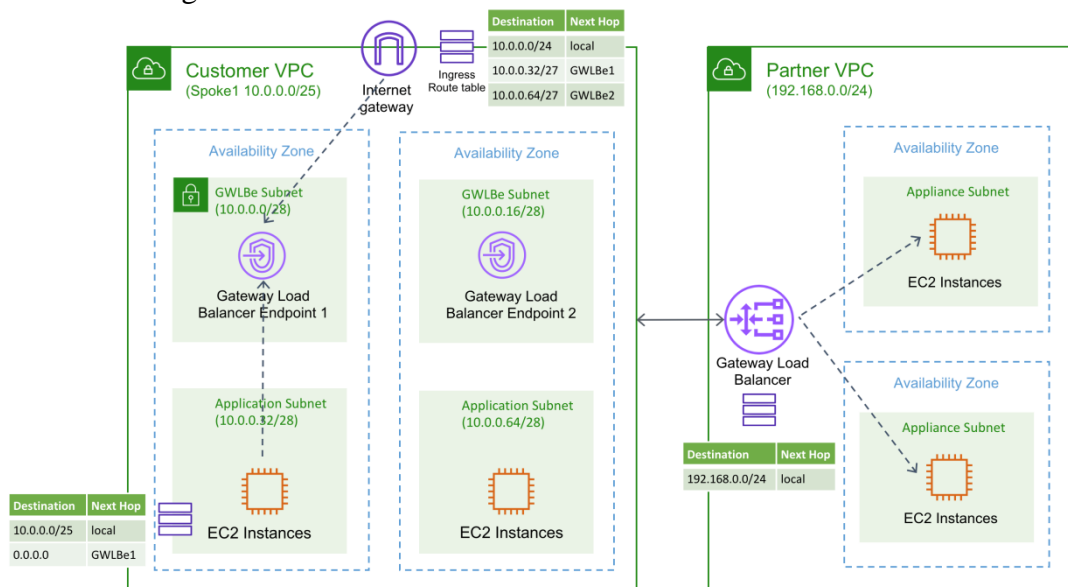 Destination Next Hop
10.0.0.0/24 local
10.0.0.32/27 GWLBe1
10.0.0.64/27 GWLBe2
Ingress
Route table
Internet
gateway
Customer VPC
(Spoke1 10.0.0.0/25)
Availability Zone
GWLBe Subnet
(10.0.0.0/28)
Gateway Load
Balancer Endpoint 1
Application Subnet
(10.0.0.32/28)
EC2 Instances
Destination Next Hop
10.0.0.0/25 local
0.0.0.0 GWLBe1
Availability Zone
GWLBe Subnet
(10.0.0.16/28)
Gateway Load
Balancer Endpoint 2
Application Subnet
(10.0.0.64/28)
EC2 Instances
Partner VPC
(192.168.0.0/24)
Gateway Load
Balancer
Destination Next Hop
192.168.0.0/24 local
Availability Zone
Appliance Subnet
EC2 Instances
Availability Zone
Appliance Subnet
EC2 Instances